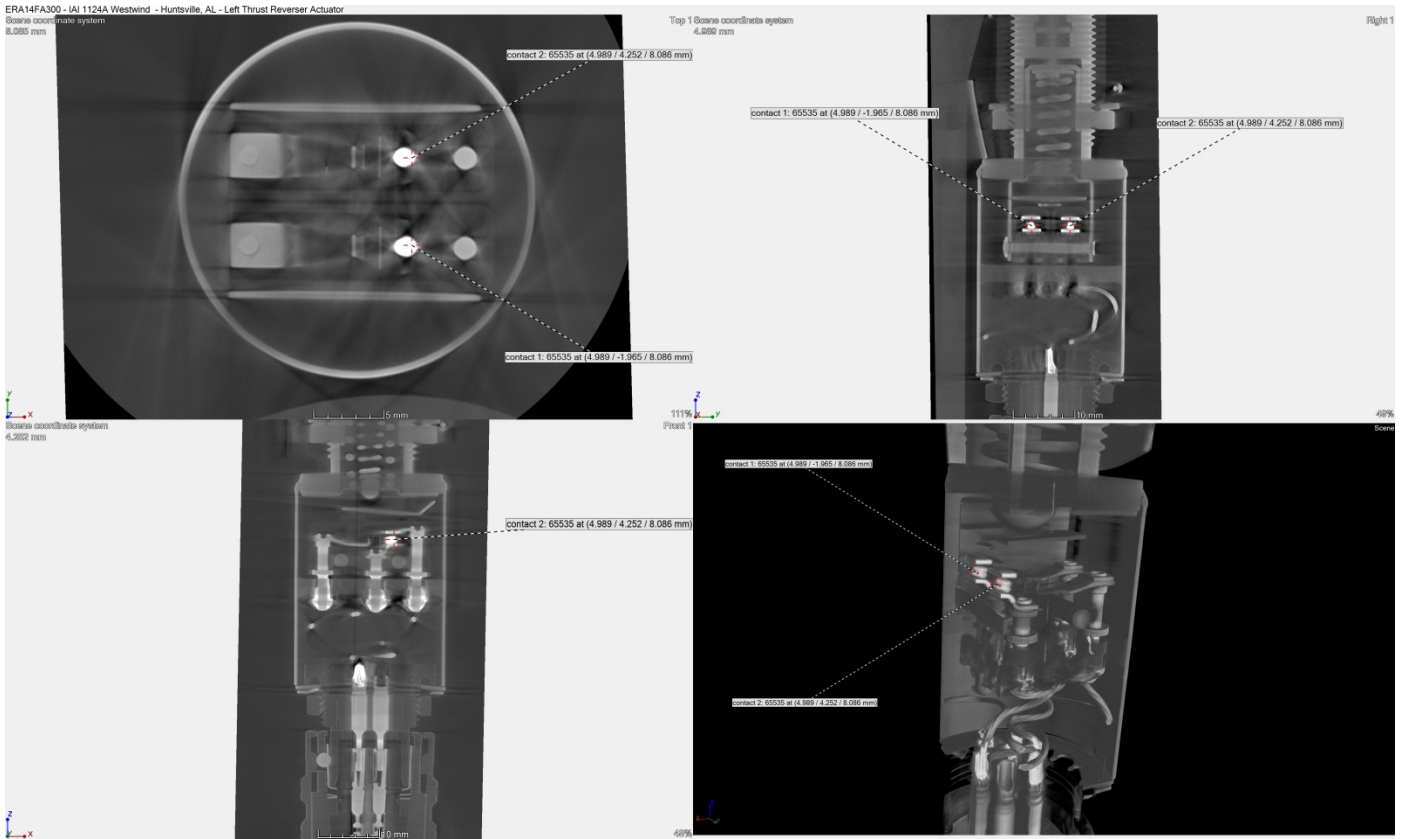 ERA14FA300 - IAI 1124A Westwind - Huntsville, AL - Left Thrust Reverser Actuator
Scene coordinate system
8.086 mm
Top 1
contact 2: 65535 at (4.989 / 4.252 / 8.086 mm)
contact 1: 65535 at (4.989 / -1.965 / 8.086 mm)
y
z
x
5 mm
111%
Scene coordinate system
4.989 mm
Right 1
contact 1: 65535 at (4.989 / -1.965 / 8.086 mm)
contact 2: 65535 at (4.989 / 4.252 / 8.086 mm)
z
x
y
10 mm
49%
Scene coordinate system
4.252 mm
Front 1
contact 2: 65535 at (4.989 / 4.252 / 8.086 mm)
z
y
x
10 mm
49%
Scene
contact 1: 65535 at (4.989 / -1.965 / 8.086 mm)
contact 2: 65535 at (4.989 / 4.252 / 8.086 mm)
z